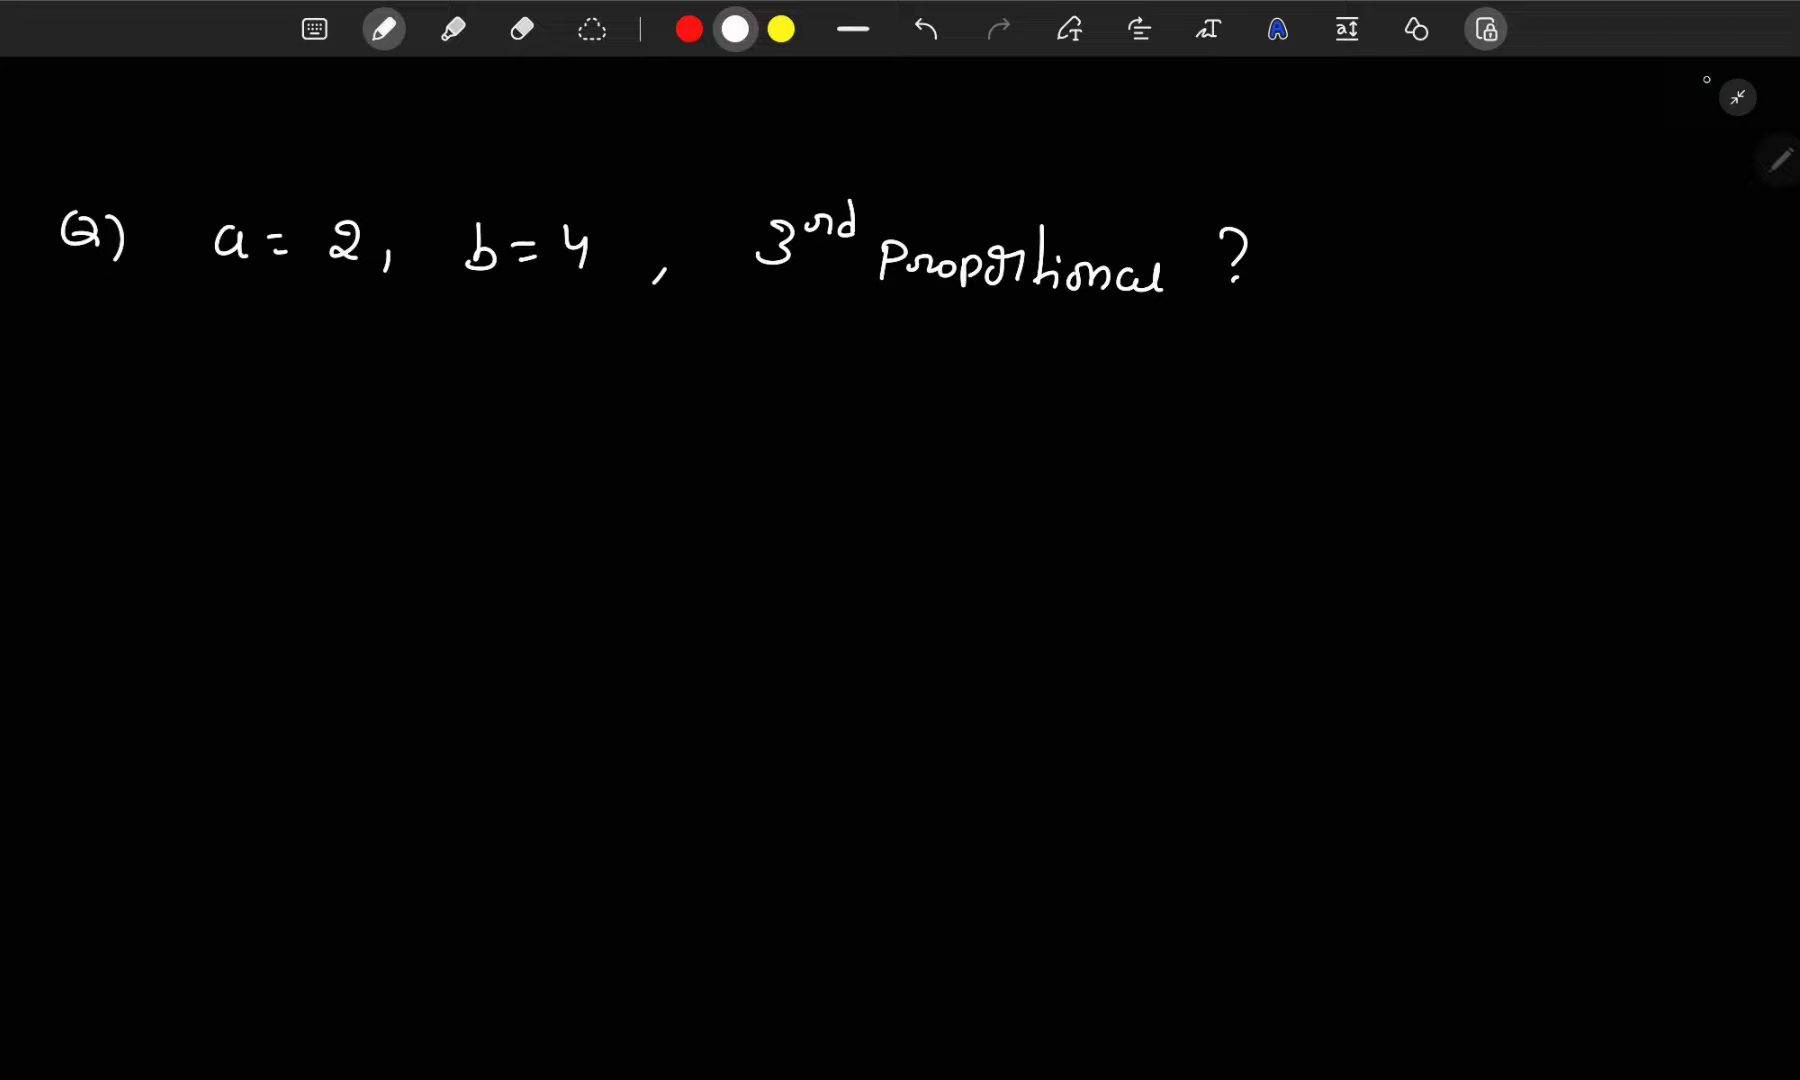 Q) a = 2, b = 4, 3rd proportional ?